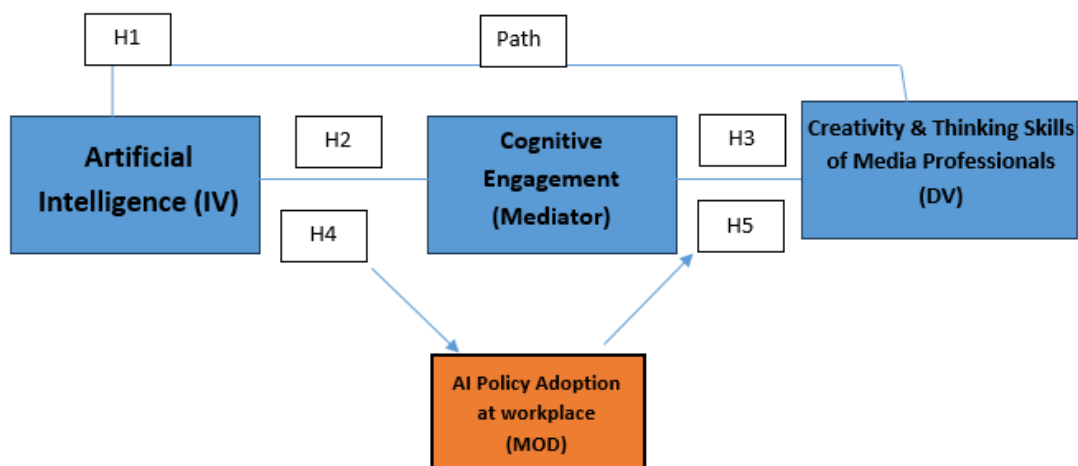 H1
Path
Artificial
Intelligence (IV)
H2
Cognitive
Engagement
(Mediator)
H3
Creativity & Thinking Skills
of Media Professionals
(DV)
H4
H5
AI Policy Adoption
at workplace
(MOD)